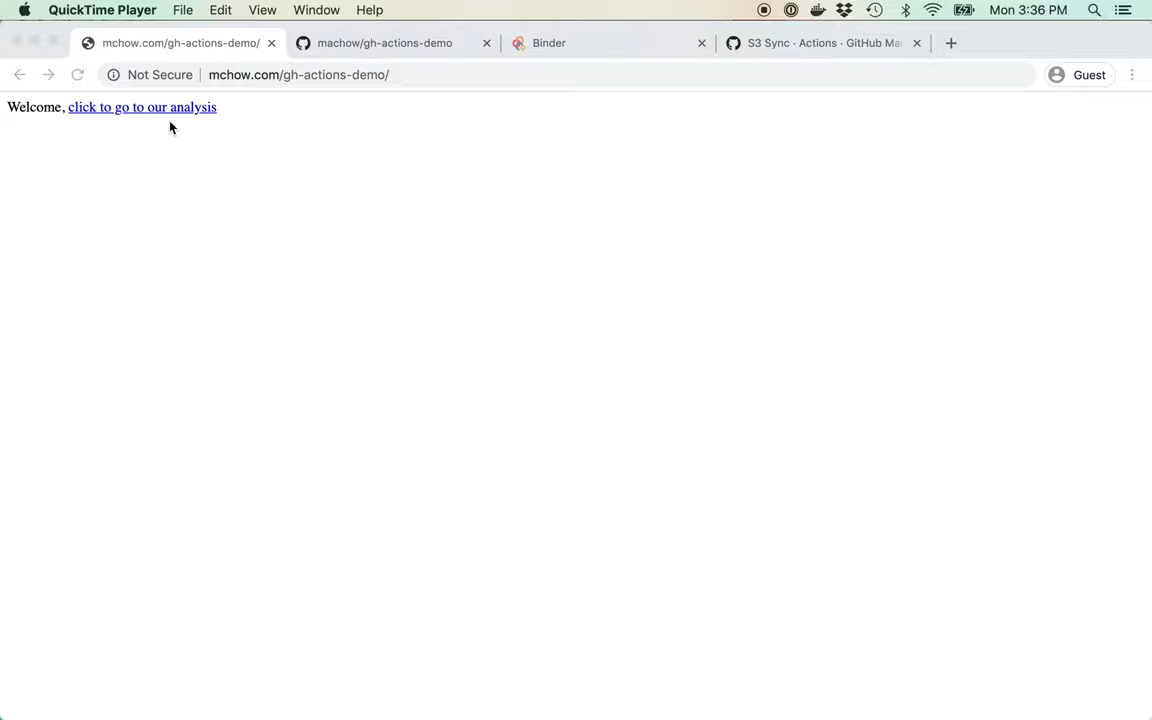 QuickTime Player File Edit View Window Help Mon 3:36 PM
mchow.com/gh-actions-demo/ machow/gh-actions-demo Binder S3 Sync · Actions · GitHub Ma
Not Secure mchow.com/gh-actions-demo/ Guest
Welcome, click to go to our analysis